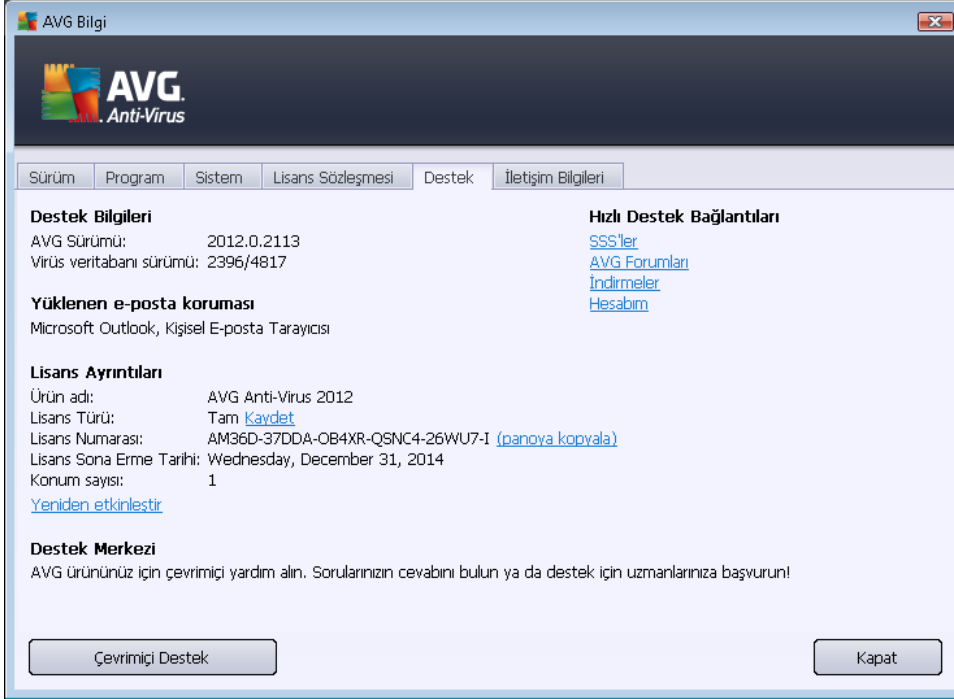 AVG Bilgi
AVG.
Anti-Virus
Sürüm Program Sistem Lisans Sözleşmesi Destek İletişim Bilgileri
Destek Bilgileri
AVG Sürümü: 2012.0.2113
Virüs veritabanı sürümü: 2396/4817
Yüklenen e-posta koruması
Microsoft Outlook, Kişisel E-posta Tarayıcısı
Lisans Ayrıntıları
Ürün adı: AVG Anti-Virus 2012
Lisans Türü: Tam Kaydet
Lisans Numarası: AM36D-37DDA-OB4XR-QSNC4-26WU7-I (panoya kopyala)
Lisans Sona Erme Tarihi: Wednesday, December 31, 2014
Konum sayısı: 1
Yeniden etkinleştir
Destek Merkezi
AVG ürününüz için çevrimiçi yardım alın. Sorularınızın cevabını bulun ya da destek için uzmanlarınıza başvurun!
Hızlı Destek Bağlantıları
SSS'ler
AVG Forumları
İndirmeler
Hesabım
Çevrimiçi Destek
Kapat